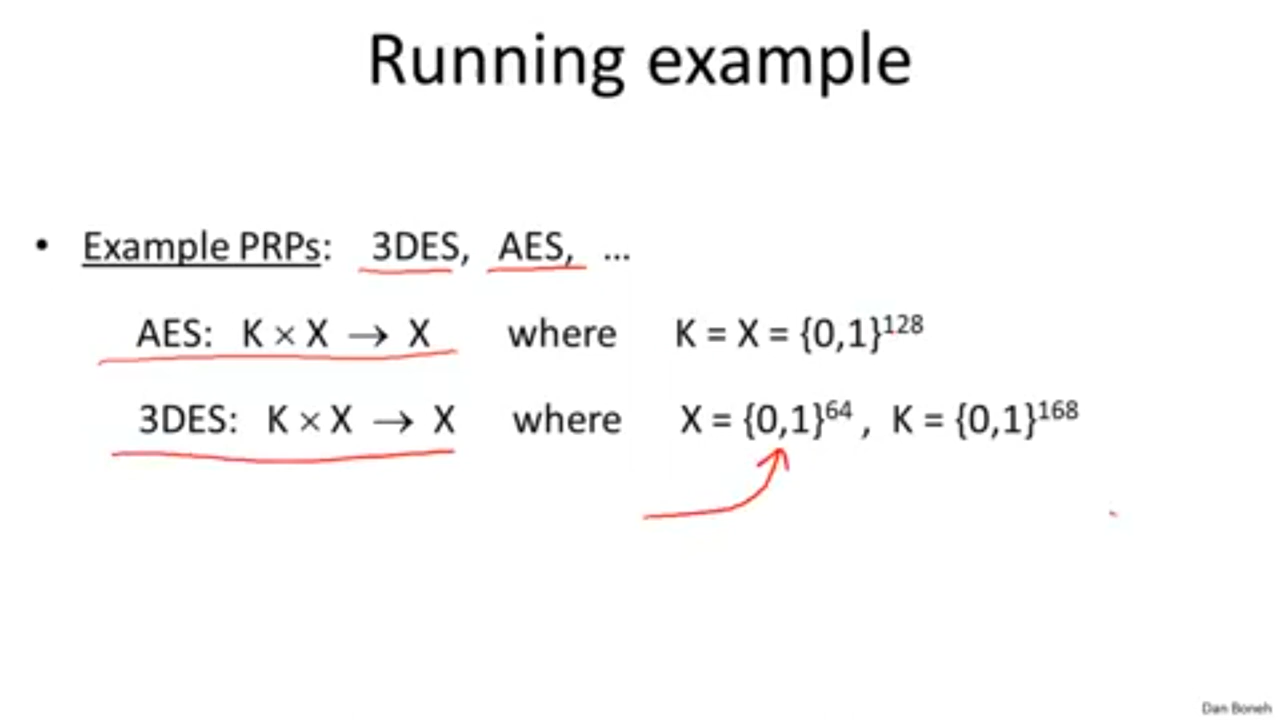 Running example
• Example PRPs: 3DES, AES, …
AES: K × X → X where K = X = {0,1}¹²⁸
3DES: K × X → X where X = {0,1}⁶⁴ , K = {0,1}¹⁶⁸
Dan Boneh